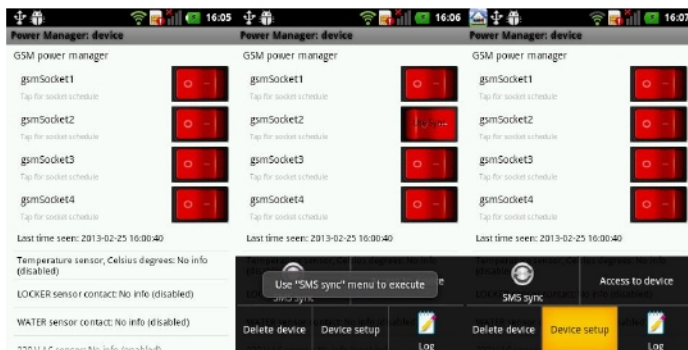 16:05
Power Manager: device
GSM power manager
gsmSocket1
Tap for socket schedule
gsmSocket2
Tap for socket schedule
gsmSocket3
Tap for socket schedule
gsmSocket4
Tap for socket schedule
Last time seen: 2013-02-25 16:00:40
Temperature sensor, Celsius degrees: No info
(disabled)
LOCKER sensor contact: No info (disabled)
WATER sensor contact: No info (disabled)
16:06
Power Manager: device
GSM power manager
gsmSocket1
Tap for socket schedule
gsmSocket2
Tap for socket schedule
gsmSocket3
Tap for socket schedule
gsmSocket4
Tap for socket schedule
Last time seen: 2013-02-25 16:00:40
Use "SMS sync" menu to execute
SMS sync
Delete device
Device setup
Log
16:07
Power Manager: device
GSM power manager
gsmSocket1
Tap for socket schedule
gsmSocket2
Tap for socket schedule
gsmSocket3
Tap for socket schedule
gsmSocket4
Tap for socket schedule
Last time seen: 2013-02-25 16:00:40
SMS sync
Access to device
Delete device
Device setup
Log